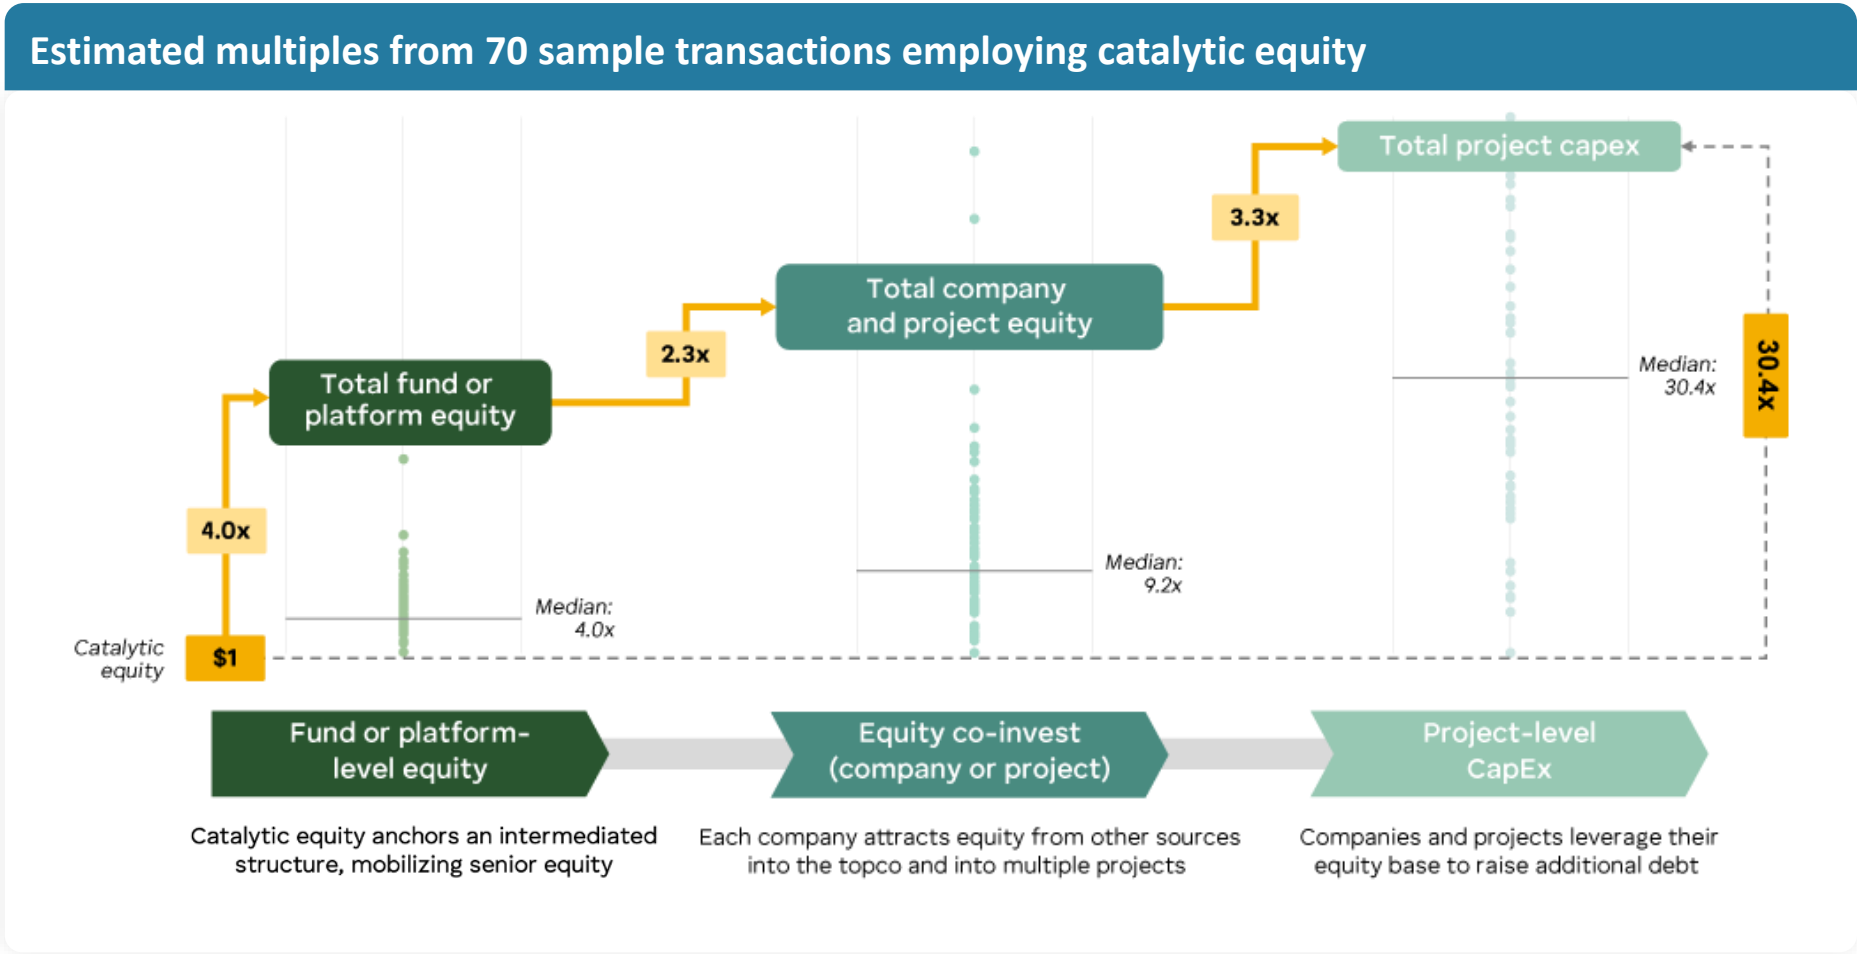 Estimated multiples from 70 sample transactions employing catalytic equity
Total project capex
3.3x
Total company
and project equity
2.3x
Total fund or
platform equity
4.0x
Median:
30.4x
30.4x
Median:
9.2x
Median:
4.0x
Catalytic
equity
$1
Fund or platform-
level equity
Equity co-invest
(company or project)
Project-level
CapEx
Catalytic equity anchors an intermediated
structure, mobilizing senior equity
Each company attracts equity from other sources
into the topco and into multiple projects
Companies and projects leverage their
equity base to raise additional debt